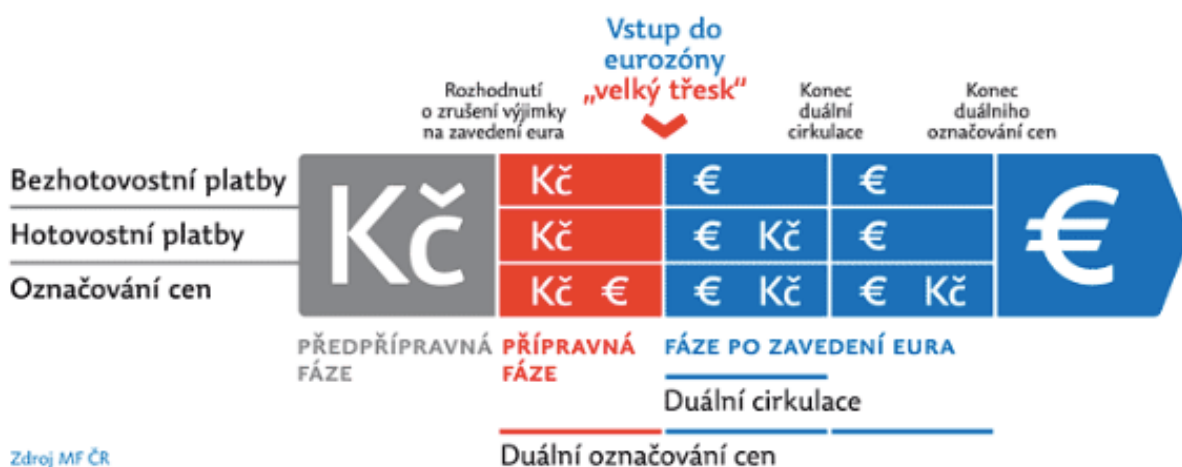 Vstup do
eurozóny
„velký třesk“
Rozhodnutí
o zrušení výjimky
na zavedení eura
Konec
duální
cirkulace
Konec
duálního
označování cen
Bezhotovostní platby
Kč
€
€
Hotovostní platby
Kč
Kč
€ Kč
€
€
Označování cen
Kč €
€ Kč
€ Kč
PŘEDPŘÍPRAVNÁ
FÁZE
PŘÍPRAVNÁ
FÁZE
FÁZE PO ZAVEDENÍ EURA
Duální cirkulace
Duální označování cen
Zdroj MF ČR